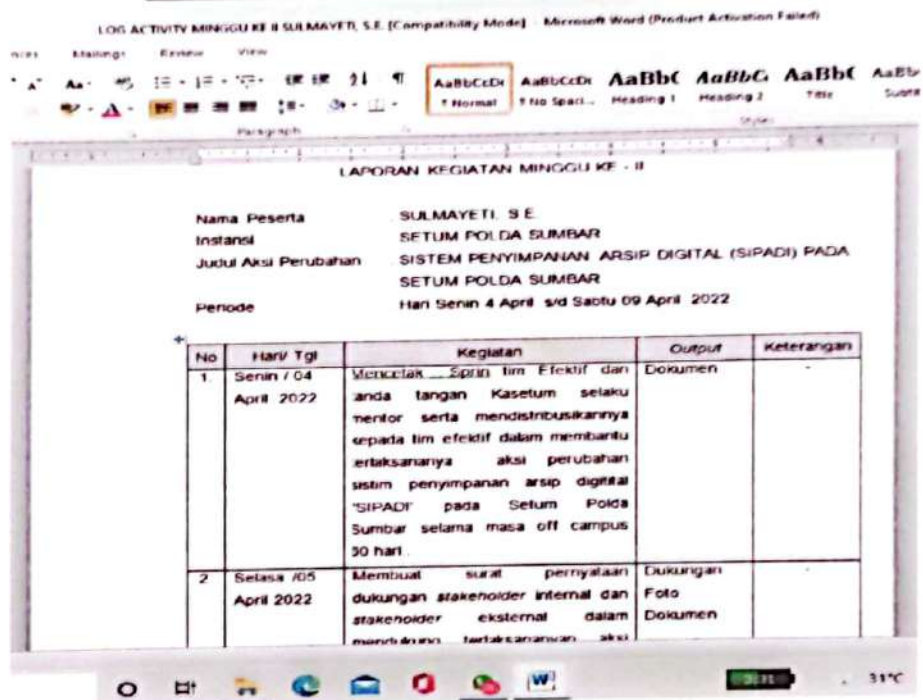 LOG ACTIVITY MINGGU KE II SULMAYETI, S.E. [Compatibility Mode] - Microsoft Word (Product Activation Failed)
Mailings Review View
AaBbCcDc AaBbCcDc AaBbC AaBbC AaBbC
¶ Normal ¶ No Spaci... Heading 1 Heading 2 Title
Paragraph
LAPORAN KEGIATAN MINGGU KE - II
Nama Peserta SULMAYETI, S.E
Instansi SETUM POLDA SUMBAR
Judul Aksi Perubahan SISTEM PENYIMPANAN ARSIP DIGITAL (SIPADI) PADA
SETUM POLDA SUMBAR
Periode Hari Senin 4 April s/d Sabtu 09 April 2022
No Hari/ Tgl Kegiatan Output Keterangan
1. Senin / 04 Mencetak Sprin tim Efektif dan Dokumen -
April 2022 anda tangan Kasetum selaku
mentor serta mendistribusikannya
kepada tim efektif dalam membantu
erlaksananya aksi perubahan
sistim penyimpanan arsip digitital
"SIPADI" pada Setum Polda
Sumbar selama masa off campus
hari.
2 Selasa /05 Membuat surat pernyataan Dukungan -
April 2022 dukungan stakeholder internal dan Foto
stakeholder eksternal dalam Dokumen
mendukung aksi
31°C